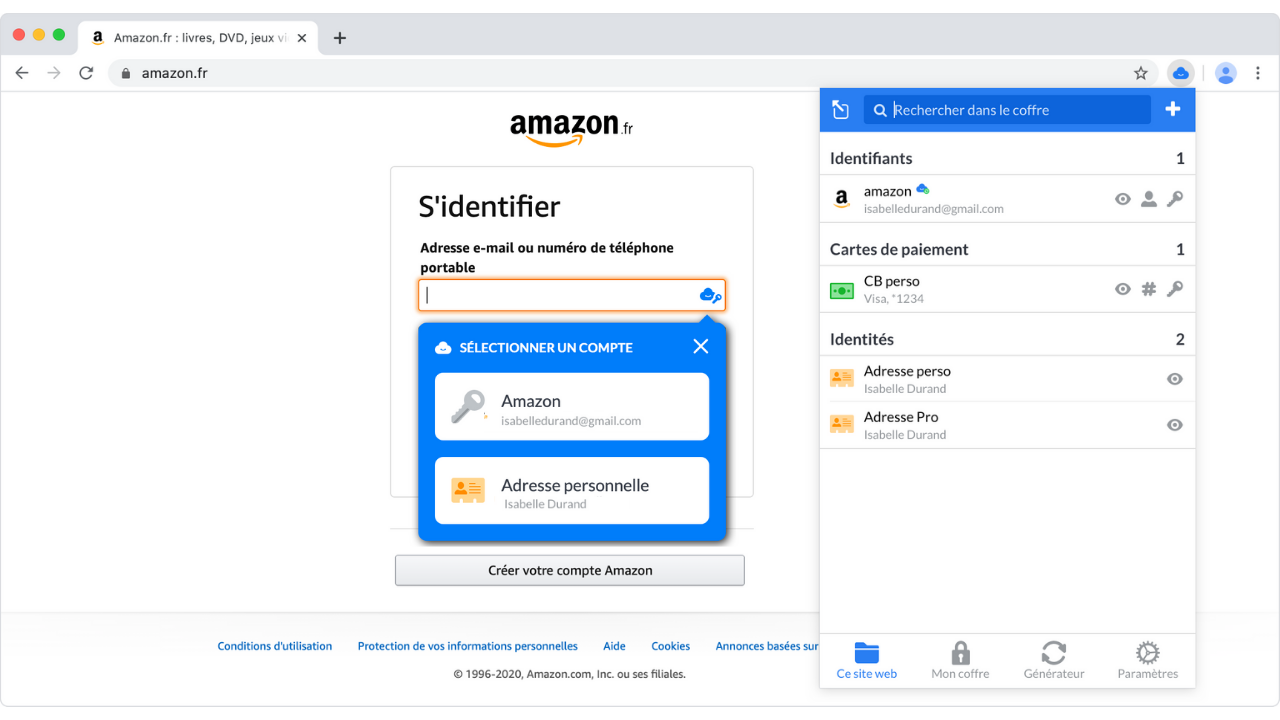 Amazon.fr : livres, DVD, jeux vi
amazon.fr
amazon.fr
S'identifier
Adresse e-mail ou numéro de téléphone
portable
SÉLECTIONNER UN COMPTE
Amazon
isabelledurand@gmail.com
Adresse personnelle
Isabelle Durand
Créer votre compte Amazon
Conditions d'utilisation Protection de vos informations personnelles Aide Cookies Annonces basées sur
© 1996-2020, Amazon.com, Inc. ou ses filiales.
Rechercher dans le coffre
Identifiants 1
amazon
isabelledurand@gmail.com
Cartes de paiement 1
CB perso
Visa, *1234
Identités 2
Adresse perso
Isabelle Durand
Adresse Pro
Isabelle Durand
Ce site web Mon coffre Générateur Paramètres